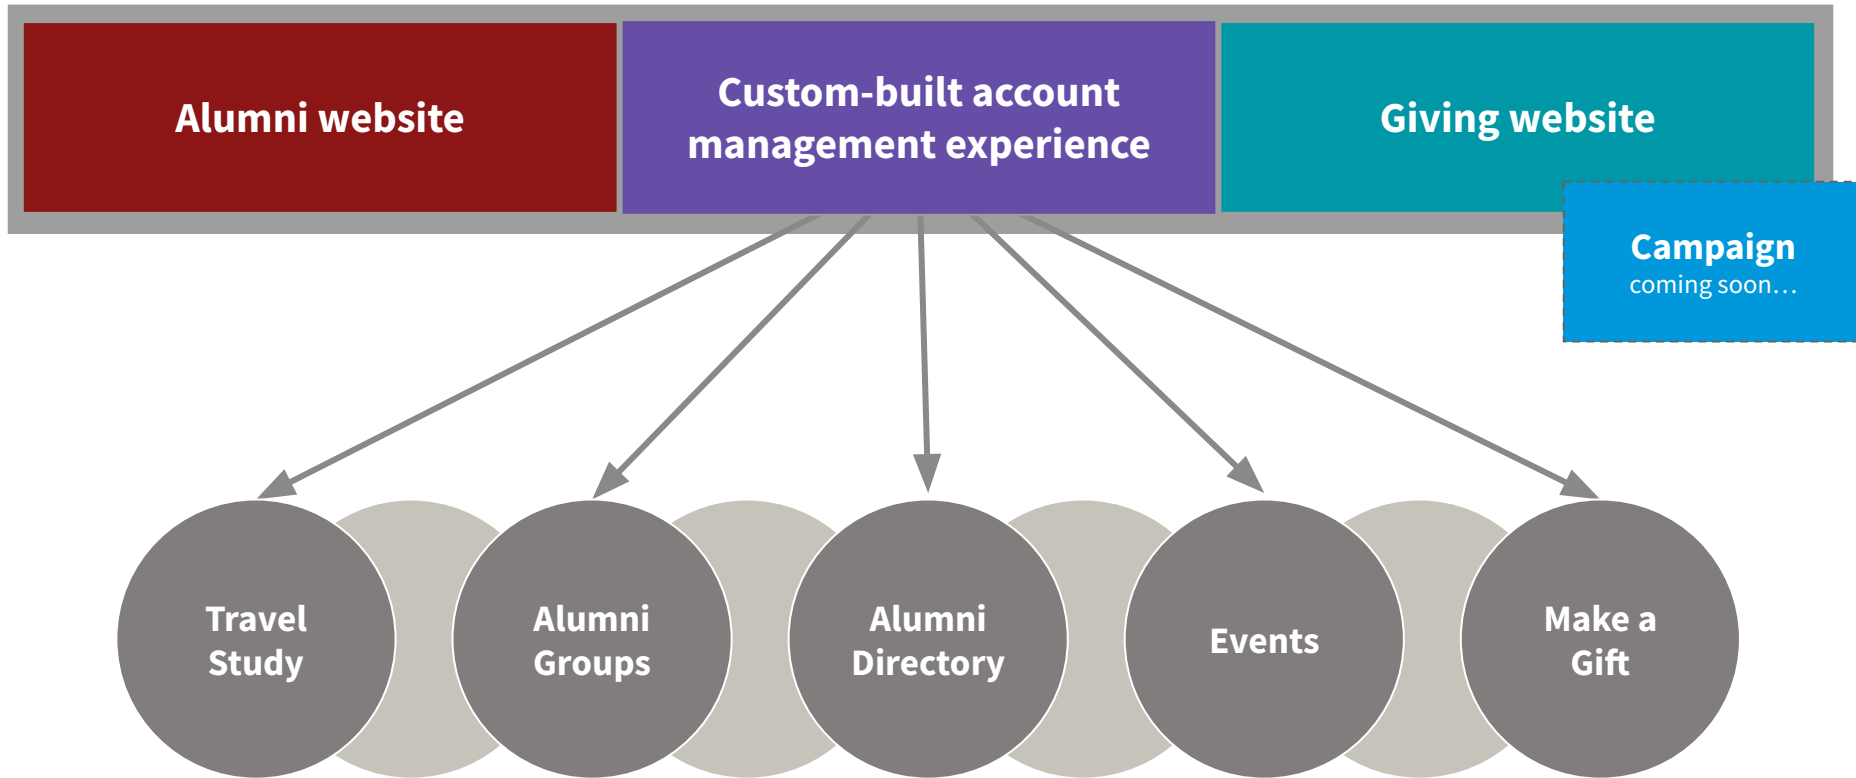 Alumni website
Custom-built account
management experience
Giving website
Campaign
coming soon…
Travel
Study
Alumni
Groups
Alumni
Directory
Events
Make a
Gift